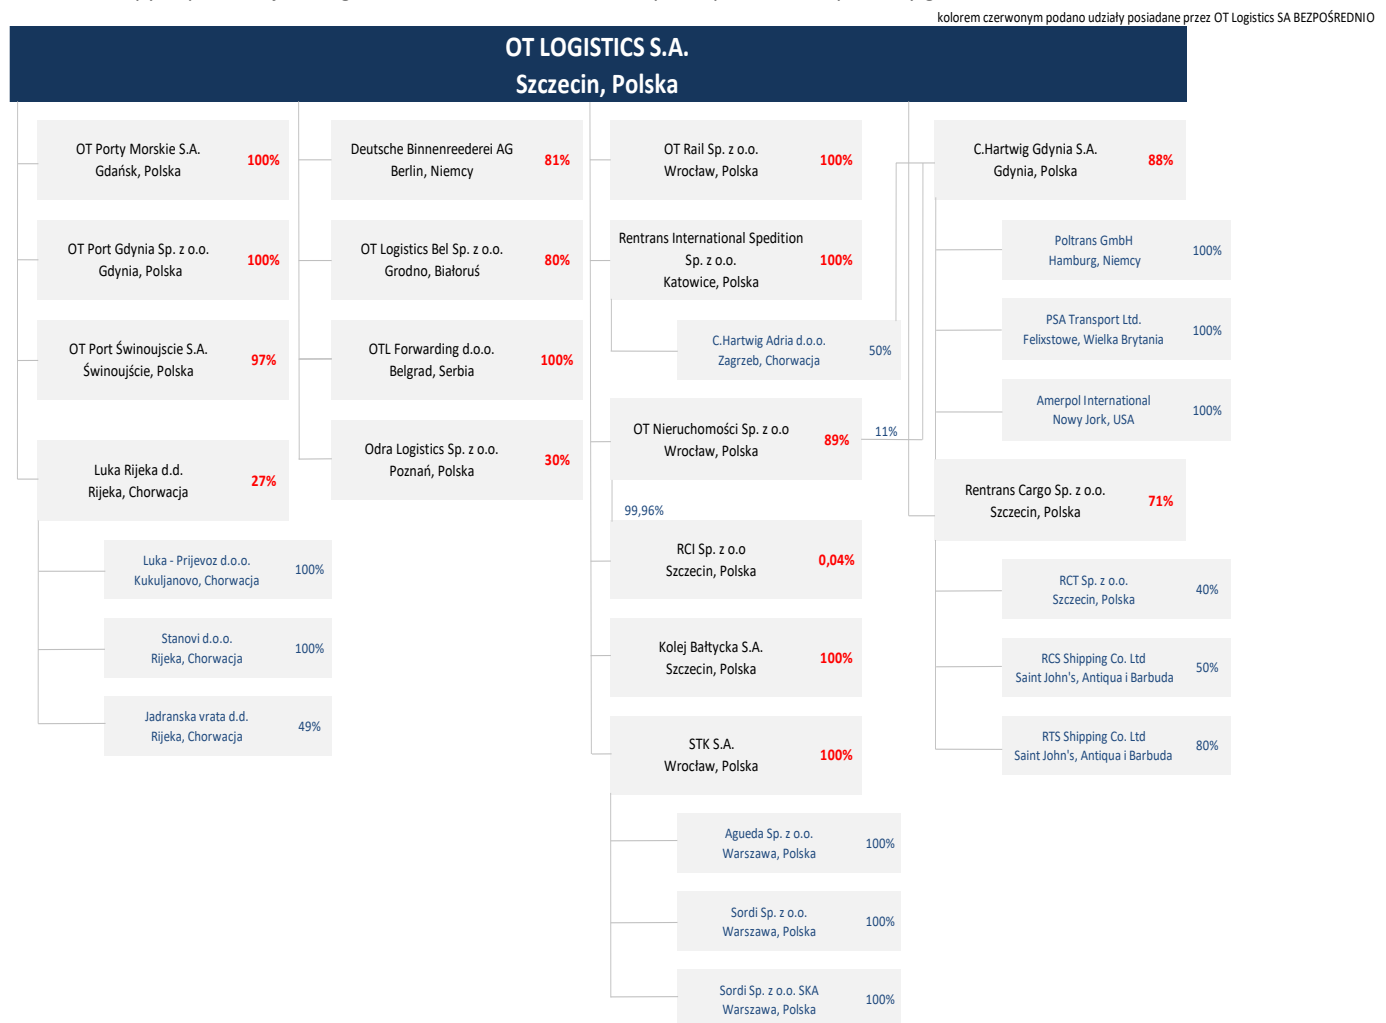 kolorem czerwonym podano udziały posiadane przez OT Logistics SA BEZPOŚREDNIO
OT LOGISTICS S.A.
Szczecin, Polska
OT Porty Morskie S.A.
Gdańsk, Polska
100%
OT Port Gdynia Sp. z o.o.
Gdynia, Polska
100%
OT Port Świnoujscie S.A.
Świnoujście, Polska
97%
Luka Rijeka d.d.
Rijeka, Chorwacja
27%
Luka - Prijevoz d.o.o.
Kukuljanovo, Chorwacja
100%
Stanovi d.o.o.
Rijeka, Chorwacja
100%
Jadranska vrata d.d.
Rijeka, Chorwacja
49%
Deutsche Binnenreederei AG
Berlin, Niemcy
81%
OT Logistics Bel Sp. z o.o.
Grodno, Białoruś
80%
OTL Forwarding d.o.o.
Belgrad, Serbia
100%
Odra Logistics Sp. z o.o.
Poznań, Polska
30%
OT Rail Sp. z o.o.
Wrocław, Polska
100%
Rentrans International Spedition
Sp. z o.o.
Katowice, Polska
100%
C.Hartwig Adria d.o.o.
Zagrzeb, Chorwacja
50%
OT Nieruchomości Sp. z o.o
Wrocław, Polska
89%
11%
99,96%
RCI Sp. z o.o
Szczecin, Polska
0,04%
Kolej Bałtycka S.A.
Szczecin, Polska
100%
STK S.A.
Wrocław, Polska
100%
Agueda Sp. z o.o.
Warszawa, Polska
100%
Sordi Sp. z o.o.
Warszawa, Polska
100%
Sordi Sp. z o.o. SKA
Warszawa, Polska
100%
C.Hartwig Gdynia S.A.
Gdynia, Polska
88%
Poltrans GmbH
Hamburg, Niemcy
100%
PSA Transport Ltd.
Felixstowe, Wielka Brytania
100%
Amerpol International
Nowy Jork, USA
100%
Rentrans Cargo Sp. z o.o.
Szczecin, Polska
71%
RCT Sp. z o.o.
Szczecin, Polska
40%
RCS Shipping Co. Ltd
Saint John's, Antiqua i Barbuda
50%
RTS Shipping Co. Ltd
Saint John's, Antiqua i Barbuda
80%